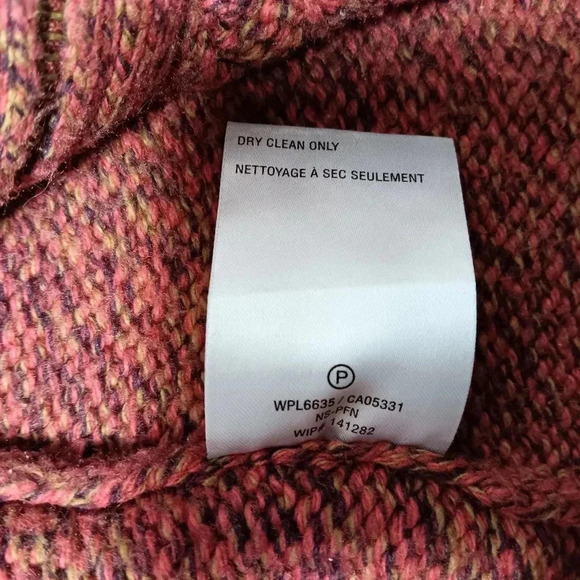 DRY CLEAN ONLY
NETTOYAGE À SEC SEULEMENT
P
WPL6635 / CA05331
NS-PFN
WIP# 141282